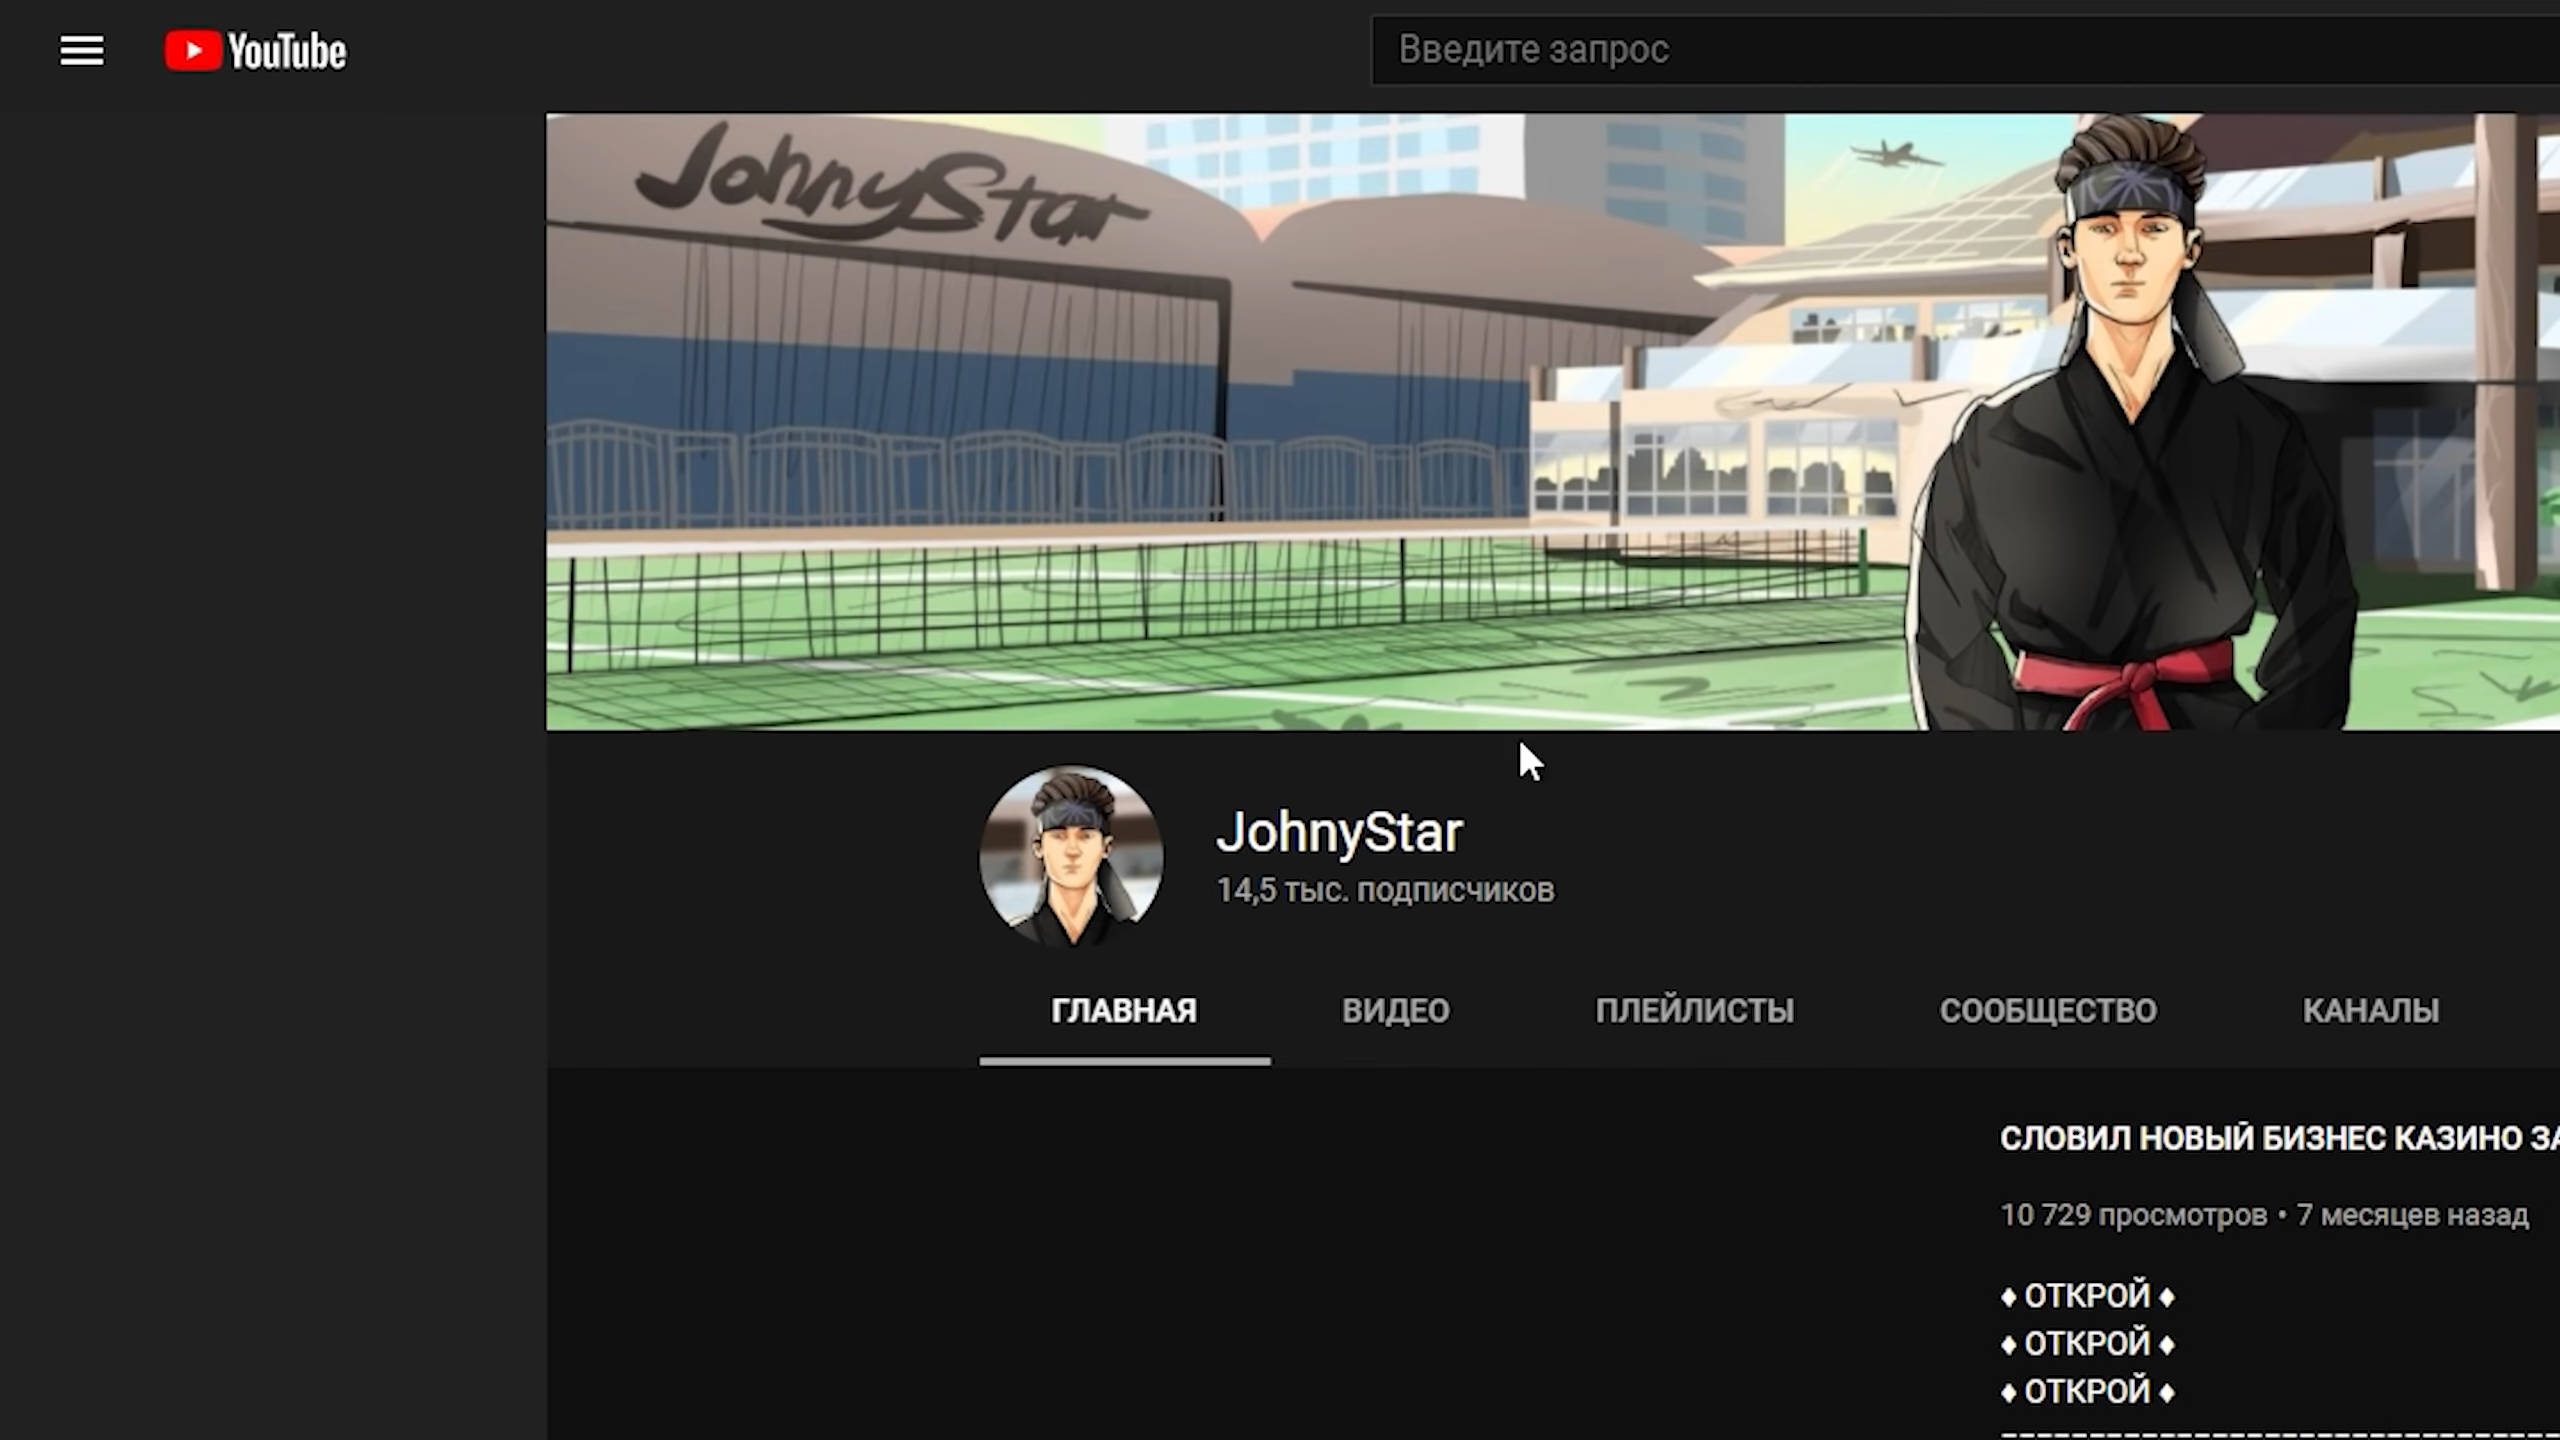 YouTube
Введите запрос
JohnyStar
JohnyStar
14,5 тыс. подписчиков
ГЛАВНАЯ
ВИДЕО
ПЛЕЙЛИСТЫ
СООБЩЕСТВО
КАНАЛЫ
СЛОВИЛ НОВЫЙ БИЗНЕС КАЗИНО ЗА
10 729 просмотров • 7 месяцев назад
♦ ОТКРОЙ ♦
♦ ОТКРОЙ ♦
♦ ОТКРОЙ ♦